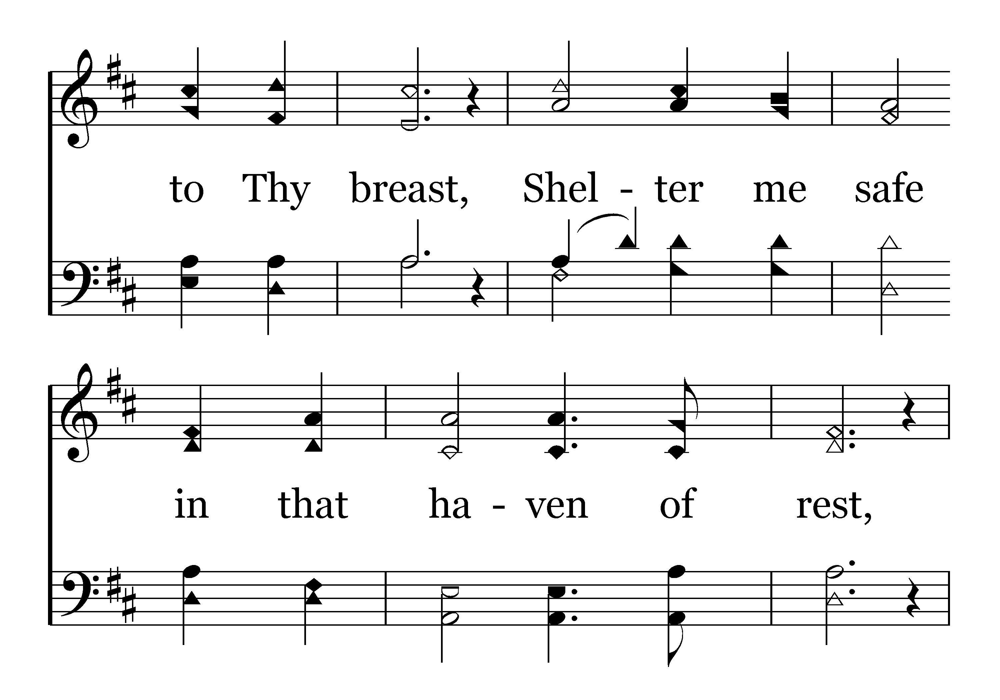 to Thy breast, Shel - ter me safe
in that ha - ven of rest,